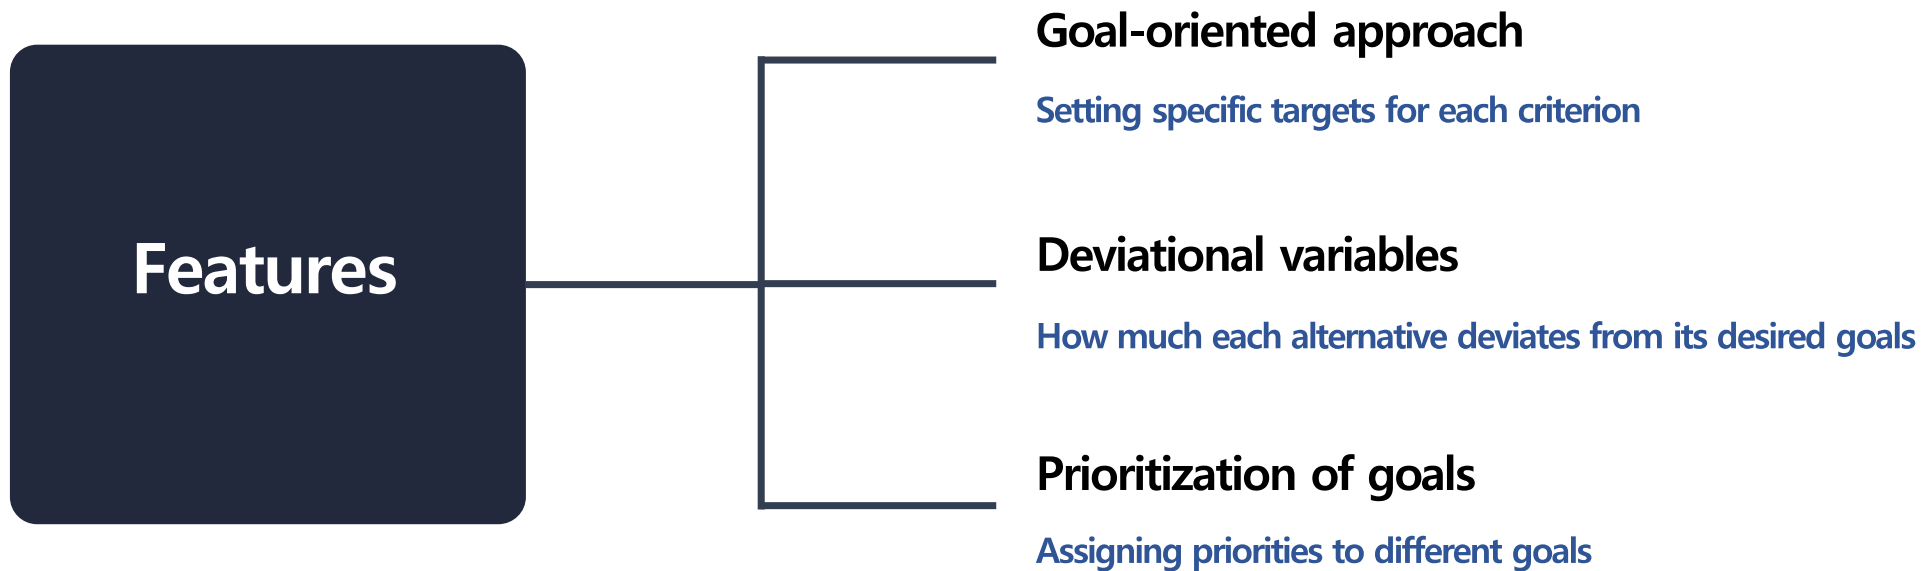 Features
Goal-oriented approach
Setting specific targets for each criterion
Deviational variables
How much each alternative deviates from its desired goals
Prioritization of goals
Assigning priorities to different goals